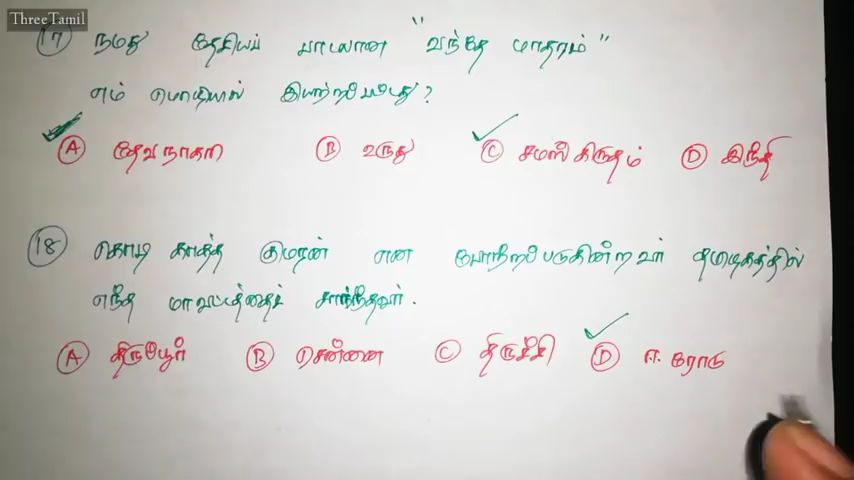 ThreeTamil
17 நமது தேசியப் பாடலான "வந்தே மாதரம்"
எம் மொழியில் இயற்றப்பட்டது?
A தேவநாகரி B உருது C சமஸ்கிருதம் D இந்தி
18 கொடி காத்த குமரன் என போற்றப்படுகின்றவர் தமிழகத்தில்
எந்த மாவட்டத்தைச் சார்ந்தவர்.
A திருப்பூர் B சென்னை C திருச்சி D ஈரோடு